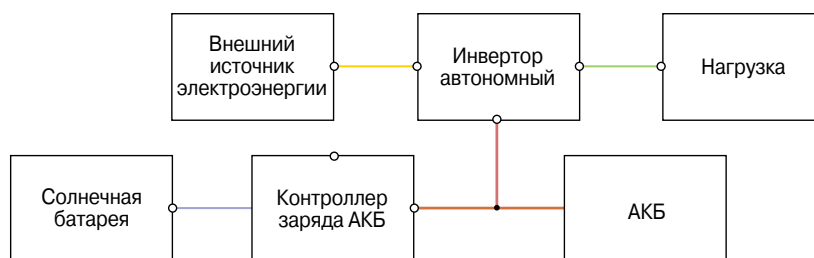 Внешний
источник
электроэнергии
Инвертор
автономный
Нагрузка
Солнечная
батарея
Контроллер
заряда АКБ
АКБ